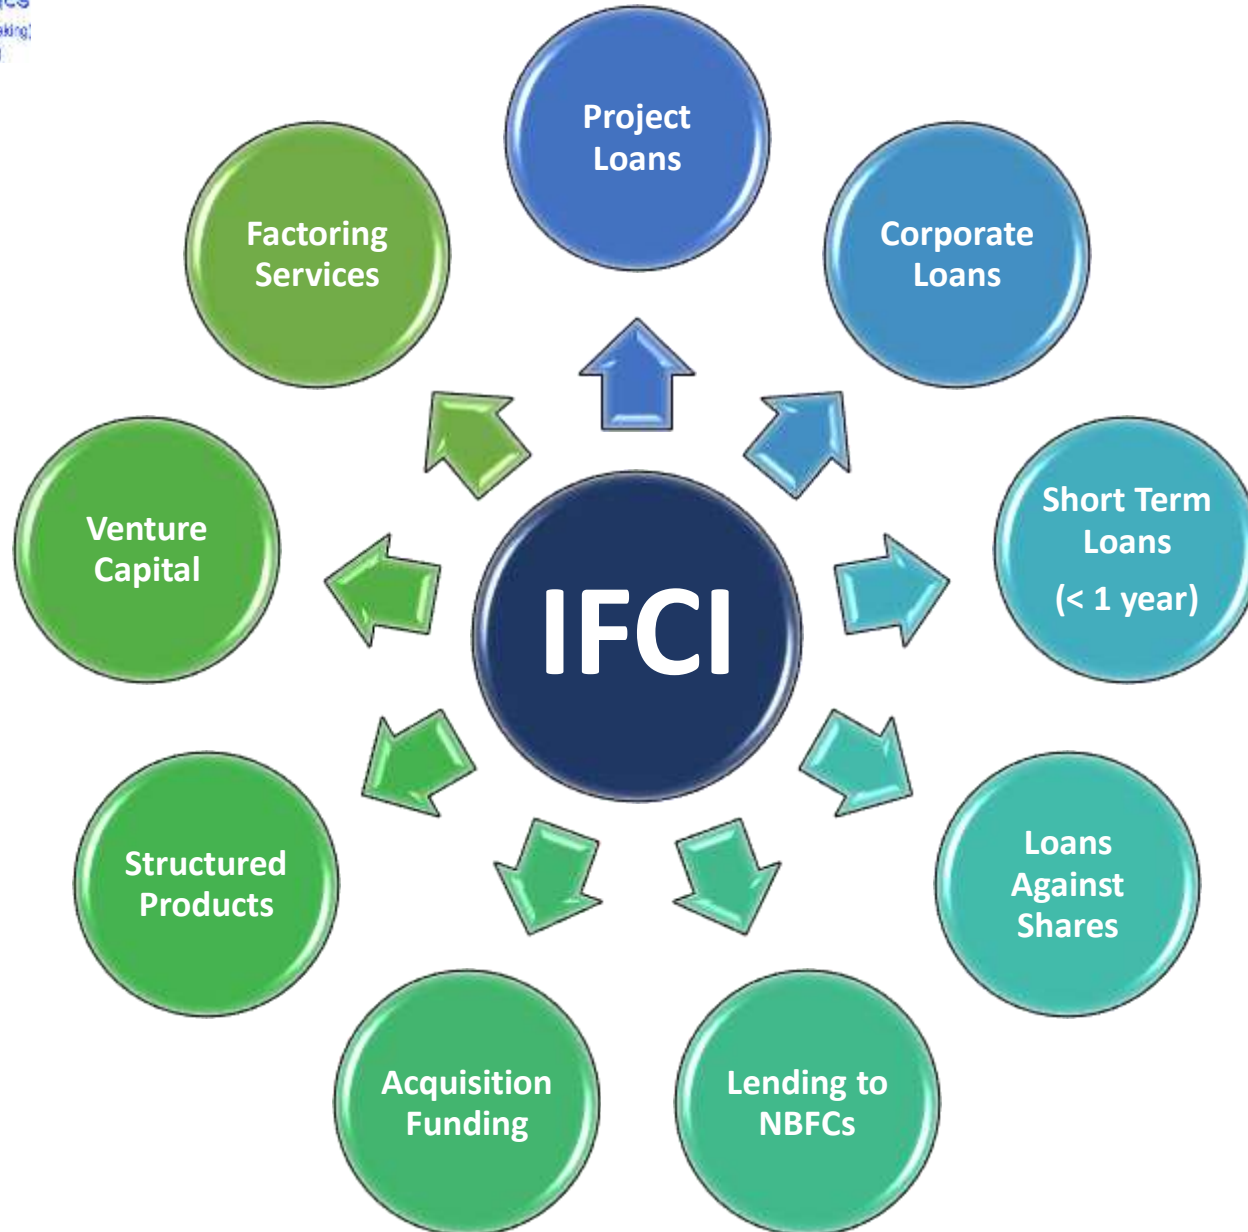 Project
Loans
Corporate
Loans
Short Term
Loans
(< 1 year)
Loans
Against
Shares
Lending to
NBFCs
Acquisition
Funding
Structured
Products
Venture
Capital
Factoring
Services
IFCI